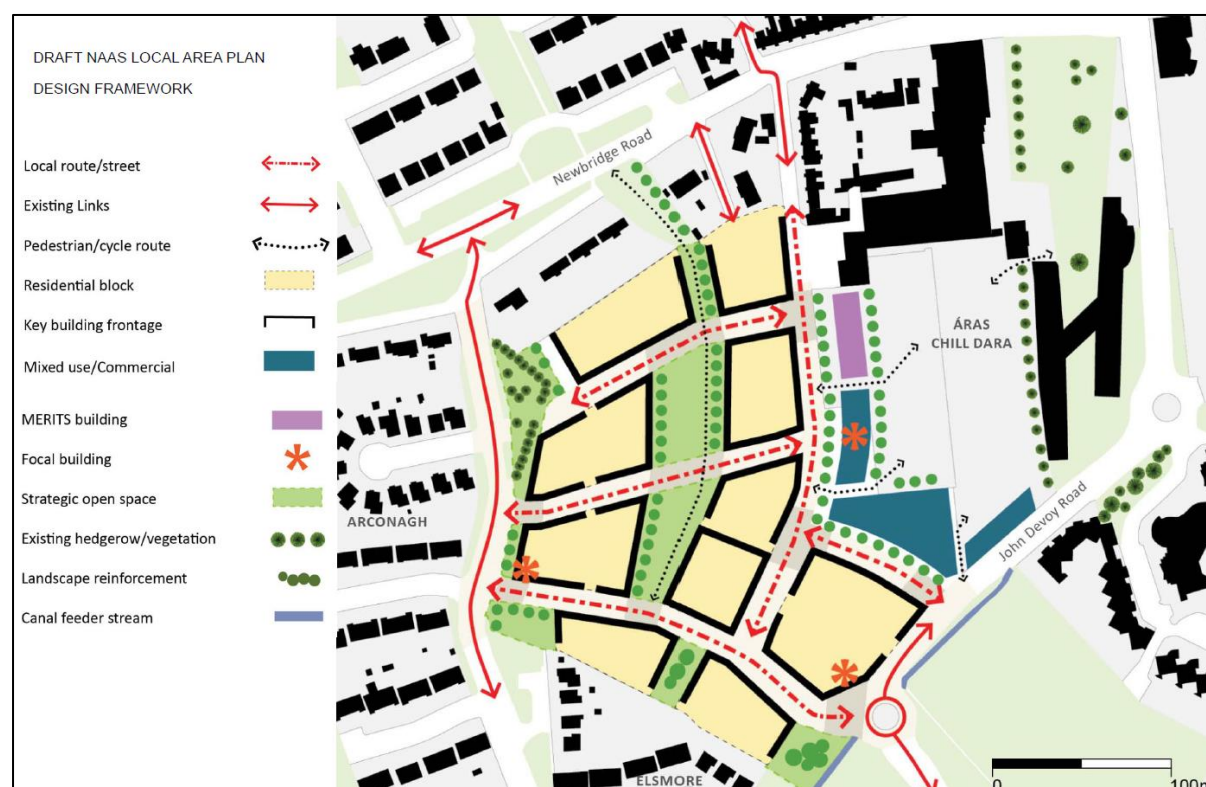 DRAFT NAAS LOCAL AREA PLAN
DESIGN FRAMEWORK
Local route/street
Existing Links
Pedestrian/cycle route
Residential block
Key building frontage
Mixed use/Commercial
MERITS building
Focal building
Strategic open space
Existing hedgerow/vegetation
Landscape reinforcement
Canal feeder stream
Newbridge Road
ÁRAS
CHILL DARA
ARCONAGH
John Devoy Road
ELSMORE
0
100m